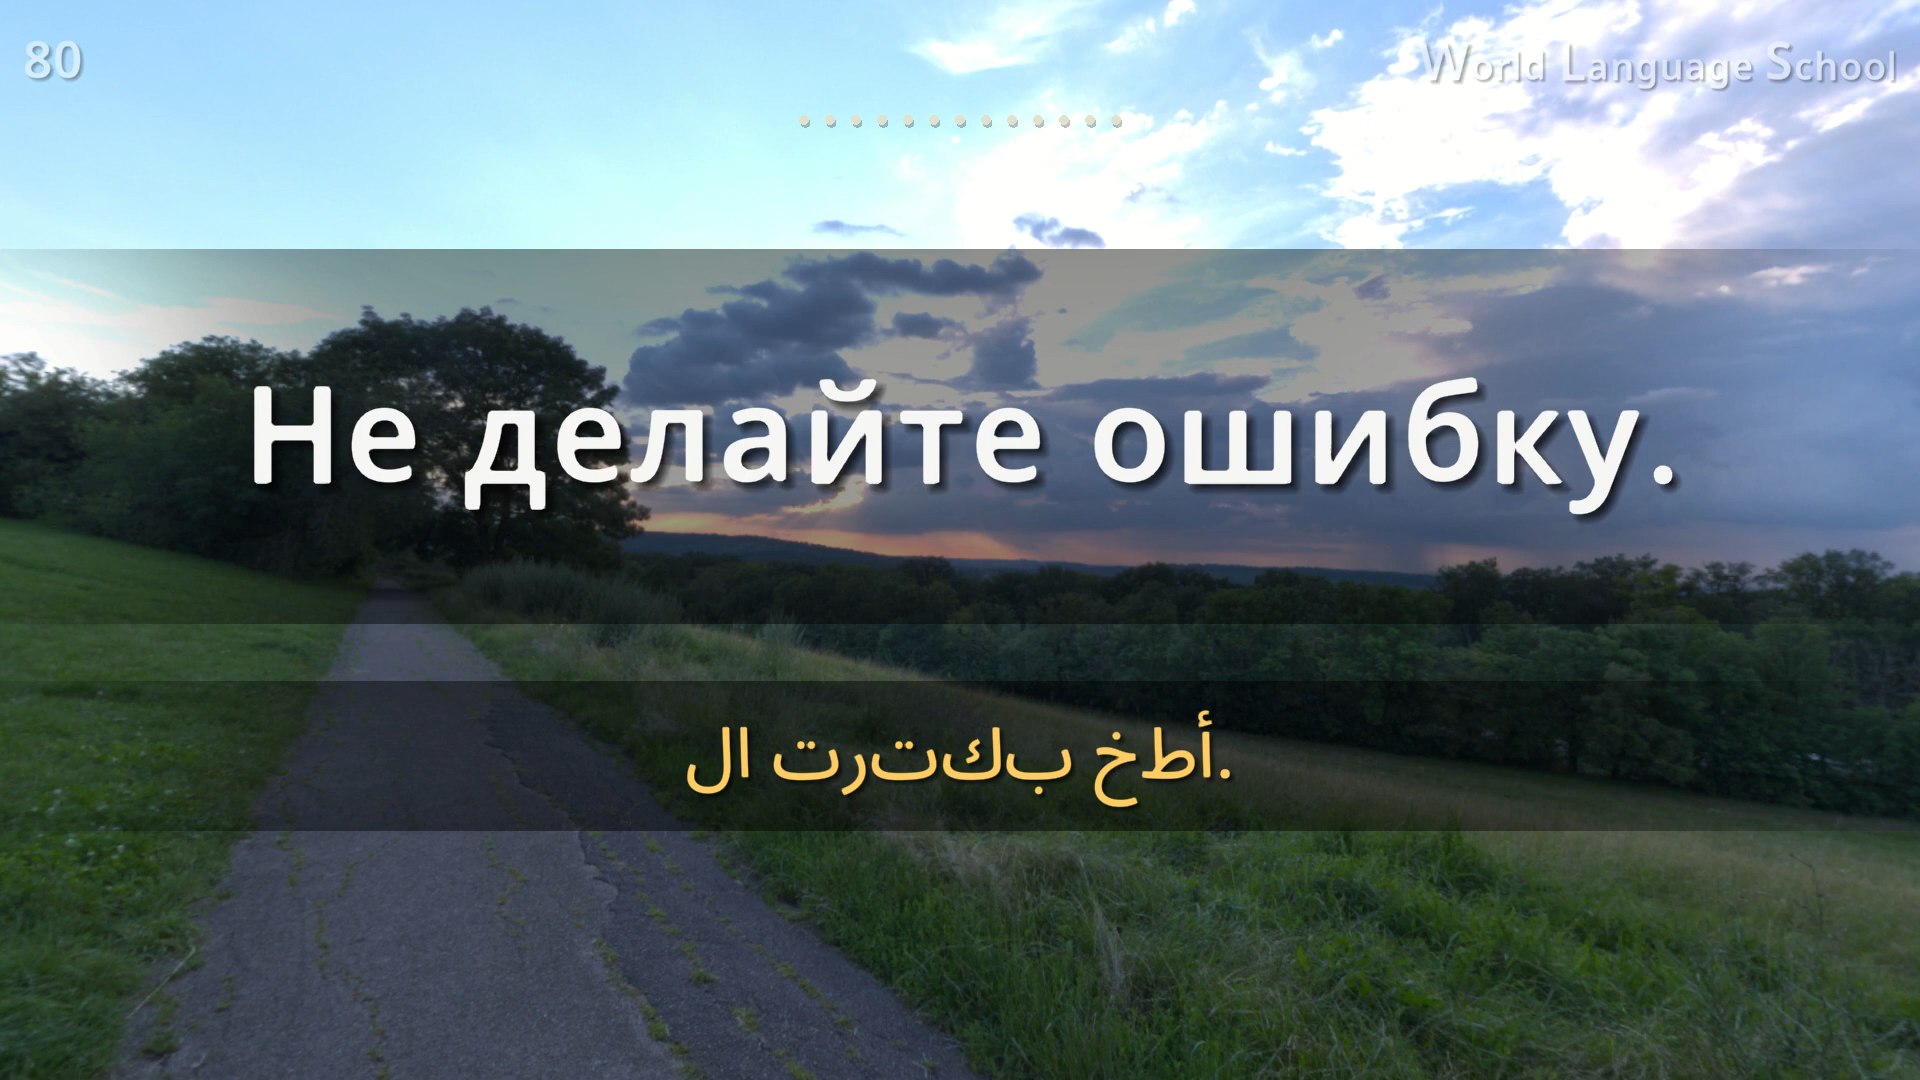 80
World Language School
• • • • • • • • • • • • •
Не делайте ошибку.
لا ترتكب خطأ.